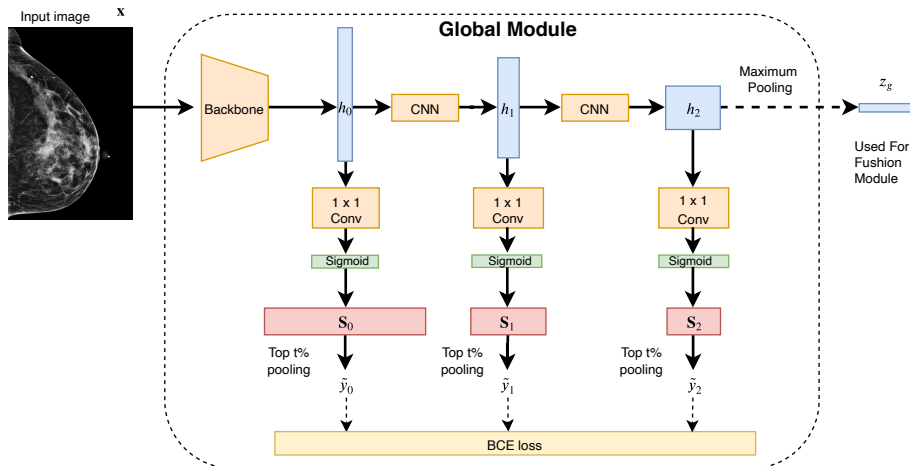 Input image
x
Global Module
Backbone
h₀
CNN
h₁
CNN
h₂
Maximum
Pooling
z_g
Used For
Fushion
Module
1 x 1
Conv
1 x 1
Conv
1 x 1
Conv
Sigmoid
Sigmoid
Sigmoid
S₀
S₁
S₂
Top t%
pooling
Top t%
pooling
Top t%
pooling
ỹ₀
ỹ₁
ỹ₂
BCE loss